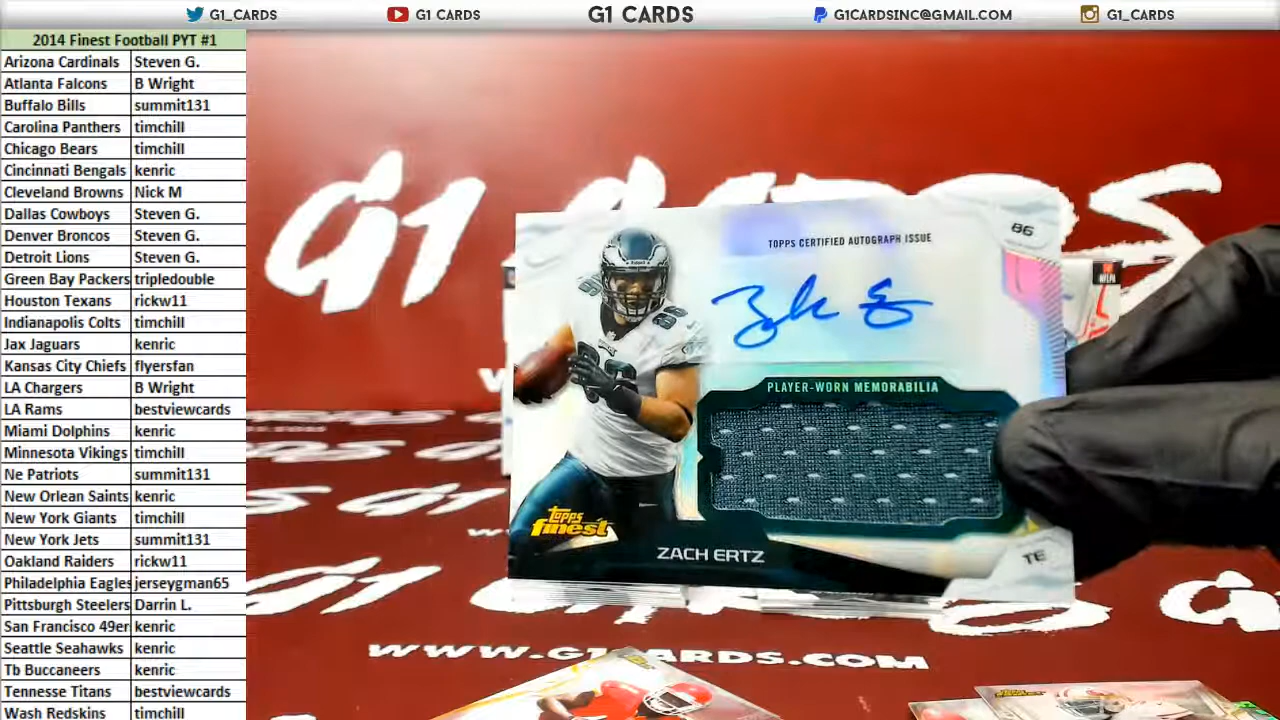 G1_CARDS
G1 CARDS
G1 CARDS
G1CARDSINC@GMAIL.COM
G1_CARDS
2014 Finest Football PYT #1
Arizona Cardinals Steven G.
Atlanta Falcons B Wright
Buffalo Bills summit131
Carolina Panthers timchill
Chicago Bears timchill
Cincinnati Bengals kenric
Cleveland Browns Nick M
Dallas Cowboys Steven G.
Denver Broncos Steven G.
Detroit Lions Steven G.
Green Bay Packers tripledouble
Houston Texans rickw11
Indianapolis Colts timchill
Jax Jaguars kenric
Kansas City Chiefs flyersfan
LA Chargers B Wright
LA Rams bestviewcards
Miami Dolphins kenric
Minnesota Vikings timchill
Ne Patriots summit131
New Orlean Saints kenric
New York Giants timchill
New York Jets summit131
Oakland Raiders rickw11
Philadelphia Eagles jerseygman65
Pittsburgh Steelers Darrin L.
San Francisco 49er kenric
Seattle Seahawks kenric
Tb Buccaneers kenric
Tennesse Titans bestviewcards
Wash Redskins timchill
G1 CARDS
TOPPS CERTIFIED AUTOGRAPH ISSUE
86
PLAYER-WORN MEMORABILIA
Topps
finest
ZACH ERTZ
TE
WWW.G1CARDS.COM